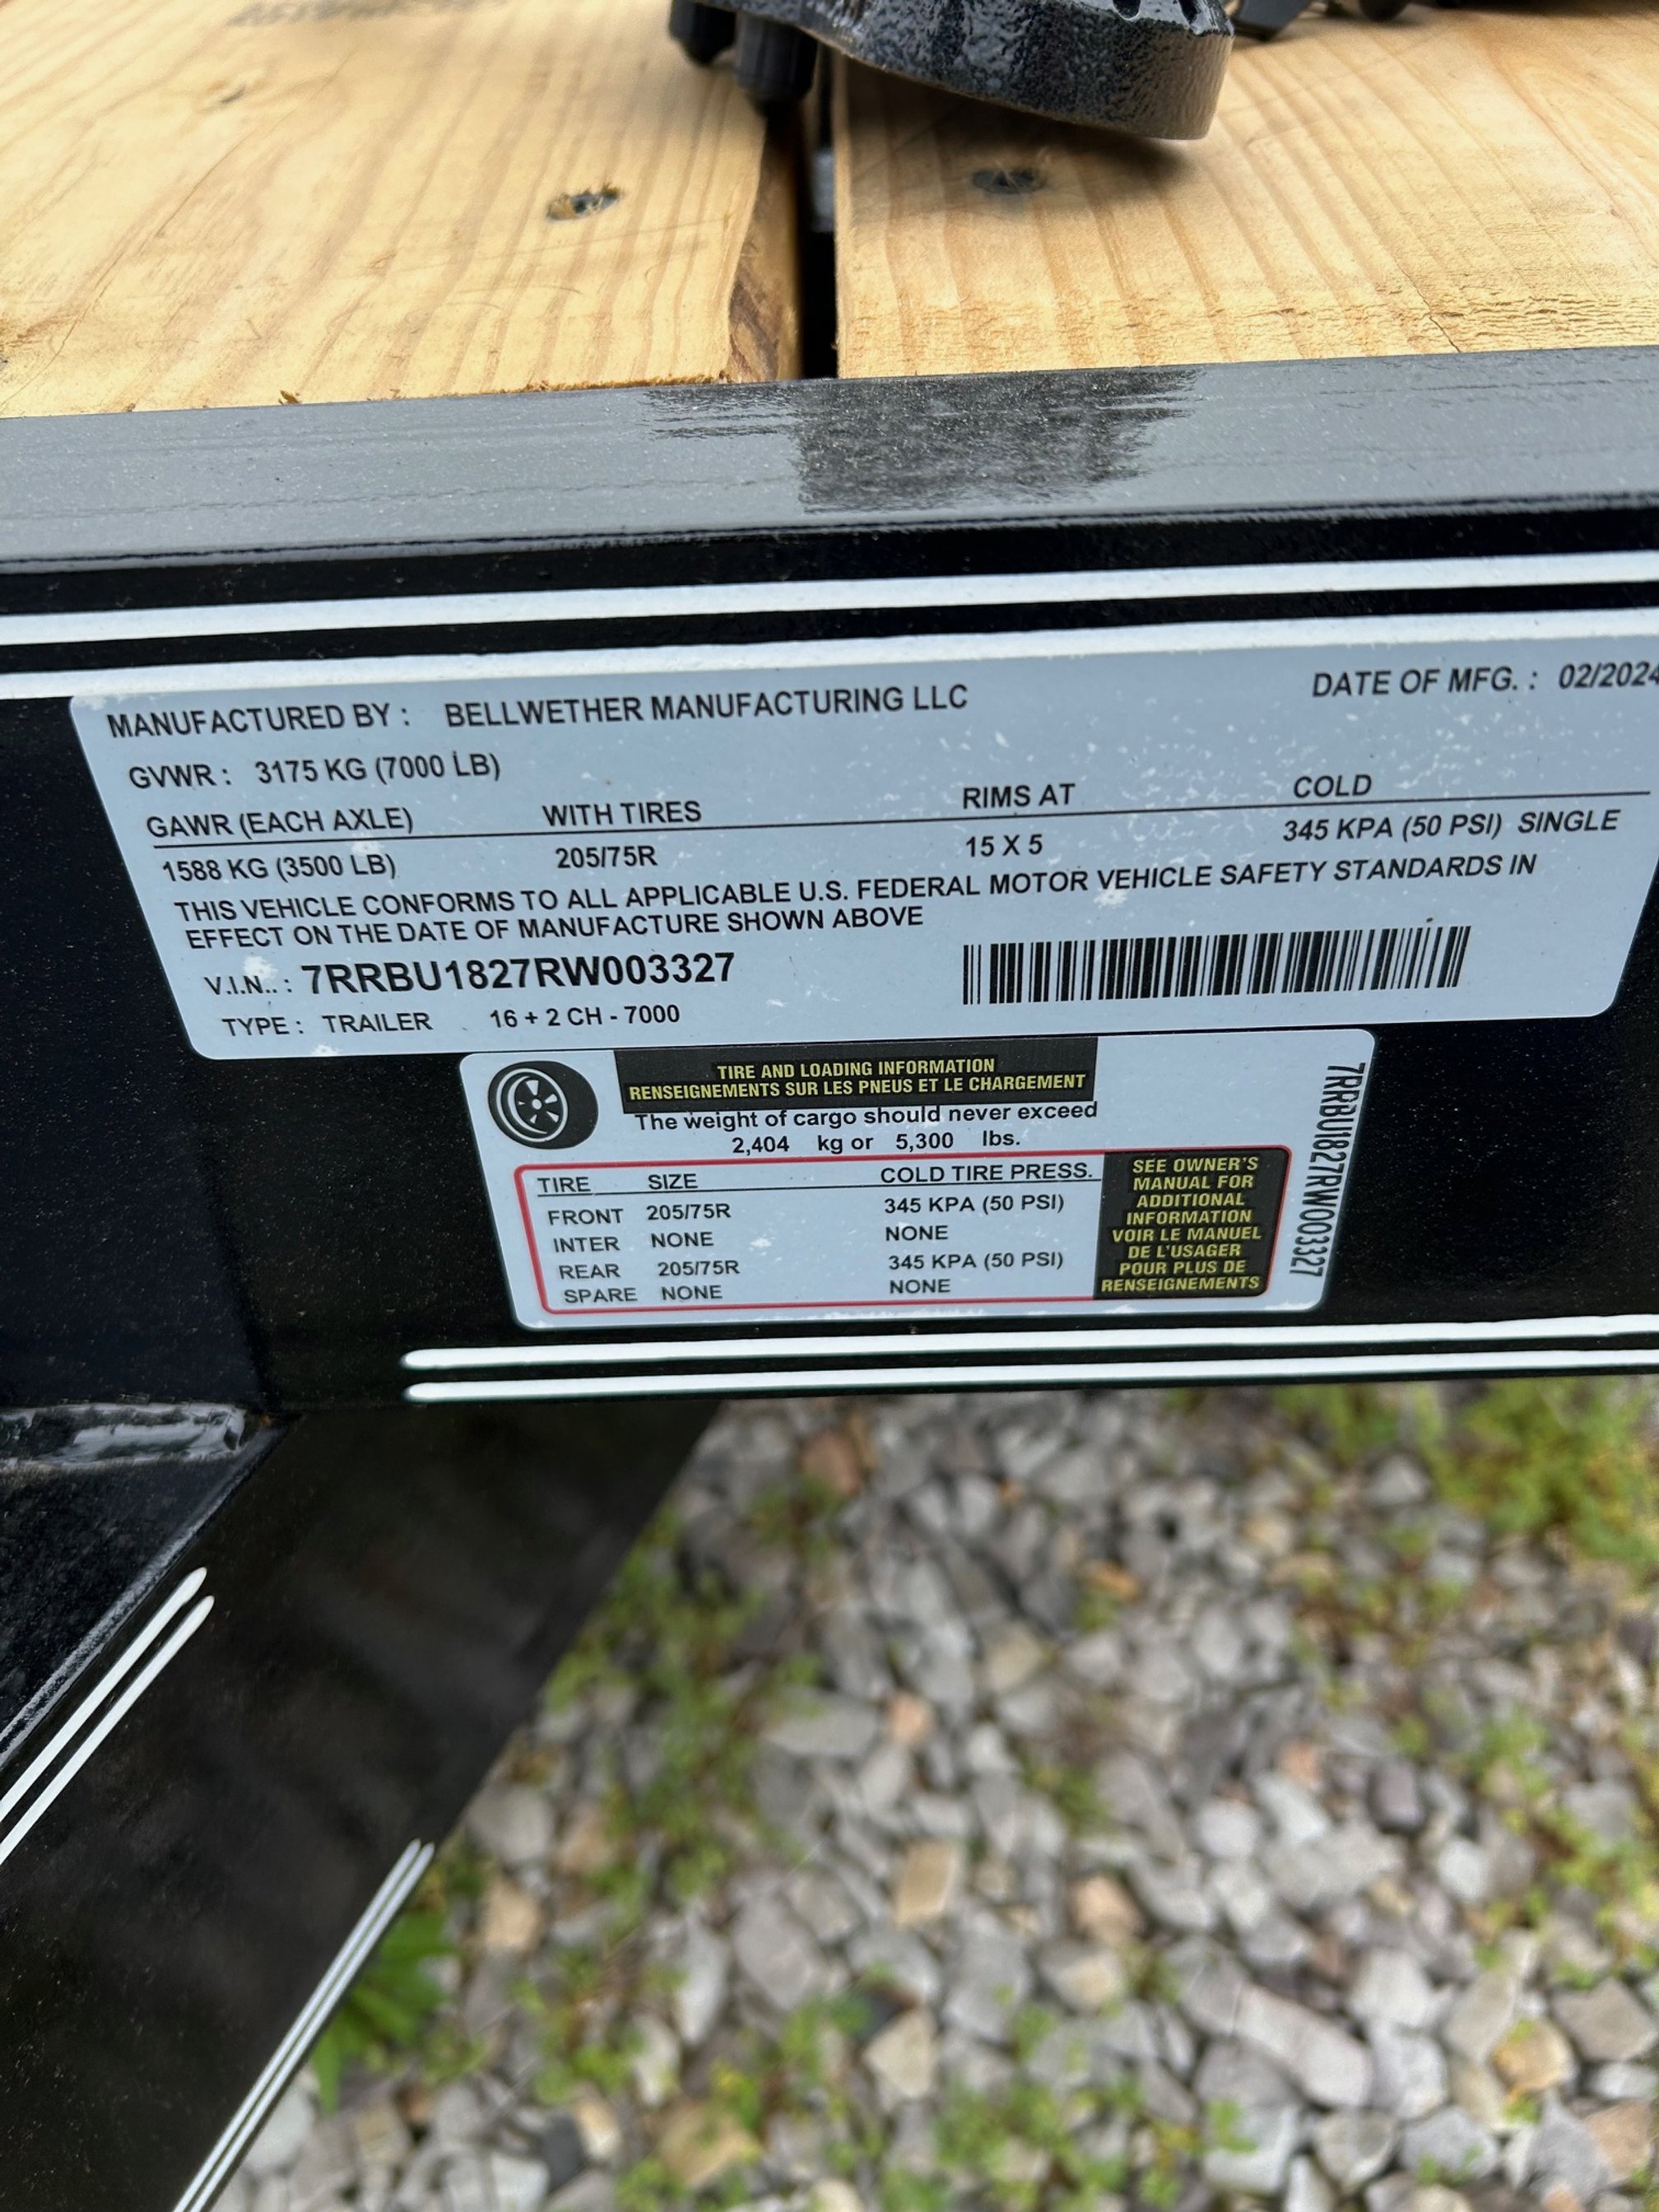 MANUFACTURED BY : BELLWETHER MANUFACTURING LLC DATE OF MFG. : 02/2024
GVWR : 3175 KG (7000 LB)
GAWR (EACH AXLE) WITH TIRES RIMS AT COLD
1588 KG (3500 LB) 205/75R 15 X 5 345 KPA (50 PSI) SINGLE
THIS VEHICLE CONFORMS TO ALL APPLICABLE U.S. FEDERAL MOTOR VEHICLE SAFETY STANDARDS IN
EFFECT ON THE DATE OF MANUFACTURE SHOWN ABOVE
V.I.N.. : 7RRBU1827RW003327
TYPE : TRAILER 16 + 2 CH - 7000
TIRE AND LOADING INFORMATION
RENSEIGNEMENTS SUR LES PNEUS ET LE CHARGEMENT
The weight of cargo should never exceed
2,404 kg or 5,300 lbs.
TIRE SIZE COLD TIRE PRESS.
FRONT 205/75R 345 KPA (50 PSI)
INTER NONE NONE
REAR 205/75R 345 KPA (50 PSI)
SPARE NONE NONE
SEE OWNER'S
MANUAL FOR
ADDITIONAL
INFORMATION
VOIR LE MANUEL
DE L'USAGER
POUR PLUS DE
RENSEIGNEMENTS
7RRBU1827RW003327